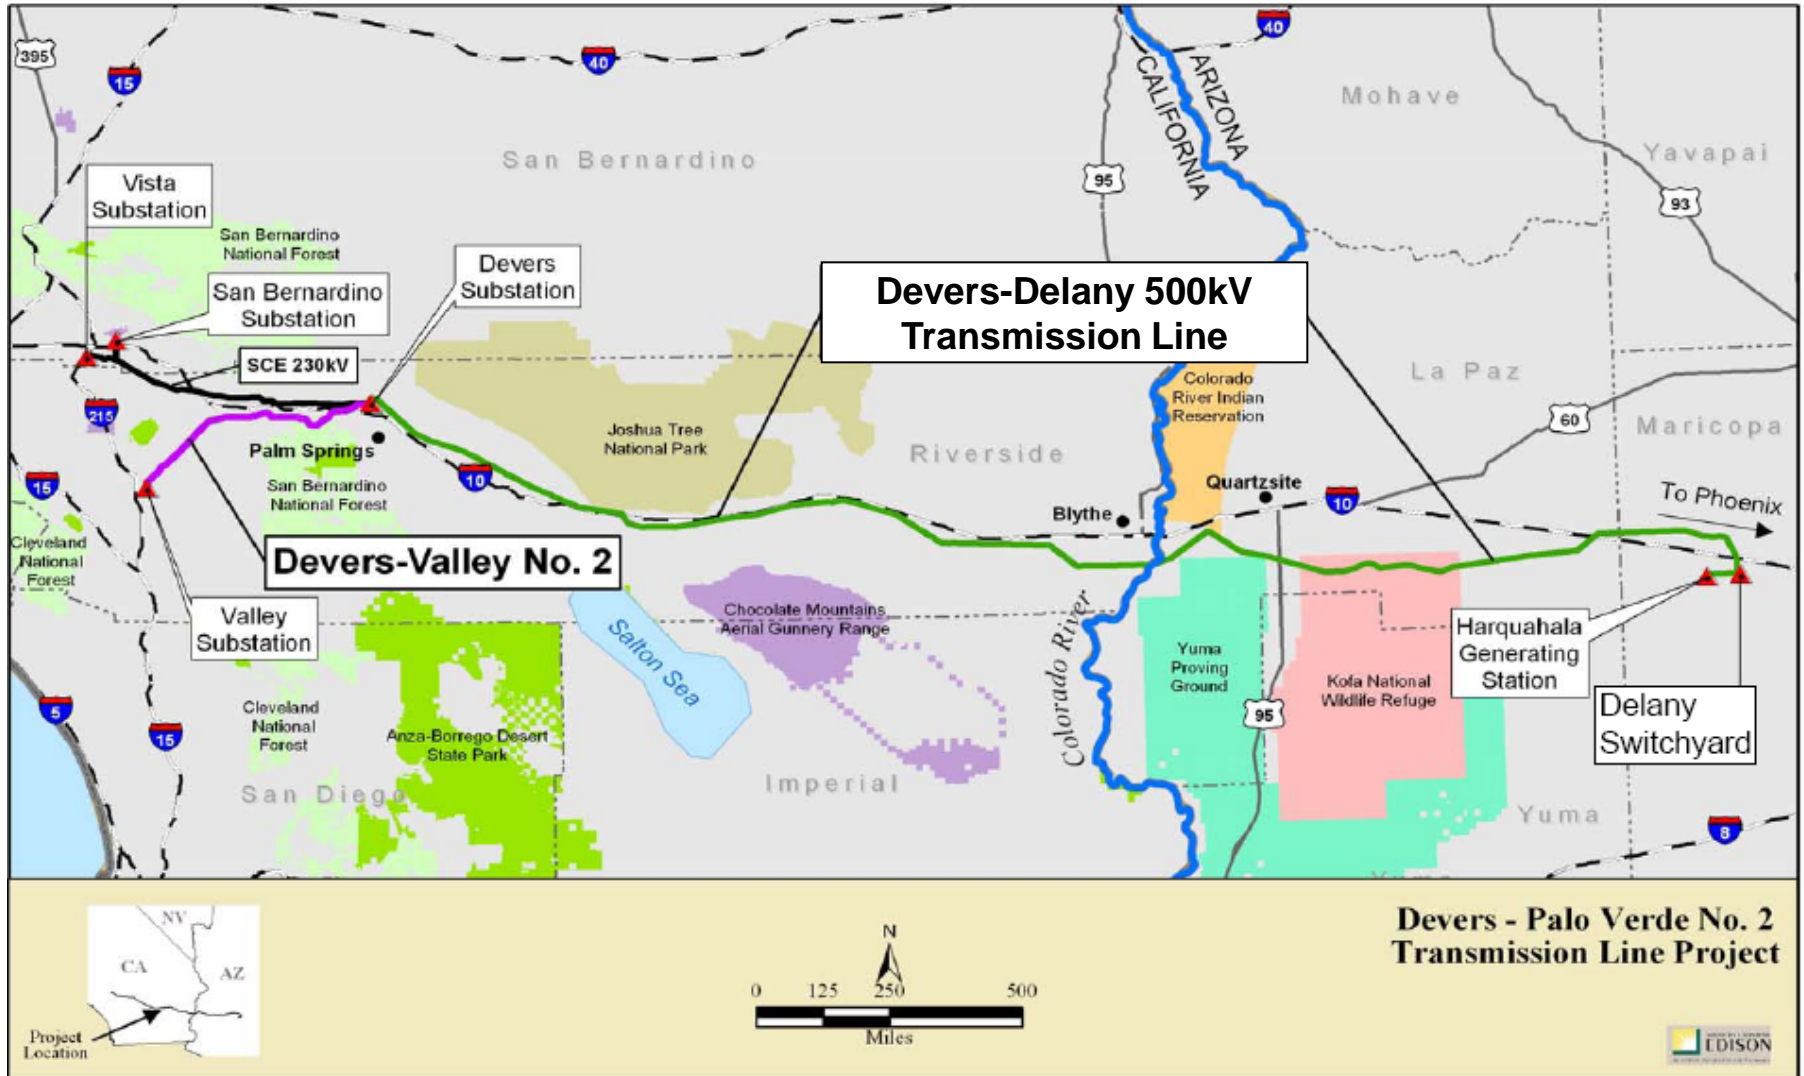 395
15
40
40
CALIFORNIA
ARIZONA
Mohave
San Bernardino
95
Yavapai
93
Vista
Substation
San Bernardino
National Forest
Devers
Substation
San Bernardino
Substation
Devers-Delany 500kV
Transmission Line
SCE 230kV
Colorado
River Indian
Reservation
La Paz
215
60
Maricopa
Joshua Tree
National Park
Riverside
Palm Springs
15
San Bernardino
National Forest
10
Quartzsite
10
To Phoenix
Blythe
Cleveland
National
Forest
Devers-Valley No. 2
Valley
Substation
Salton Sea
Chocolate Mountains
Aerial Gunnery Range
Colorado River
Yuma
Proving
Ground
Kofa National
Wildlife Refuge
Harquahala
Generating
Station
5
15
Cleveland
National
Forest
Anza-Borrego Desert
State Park
95
Delany
Switchyard
San Diego
Imperial
Yuma
8
NV
CA
AZ
Project
Location
N
0 125 250 500
Miles
Devers - Palo Verde No. 2
Transmission Line Project
EDISON